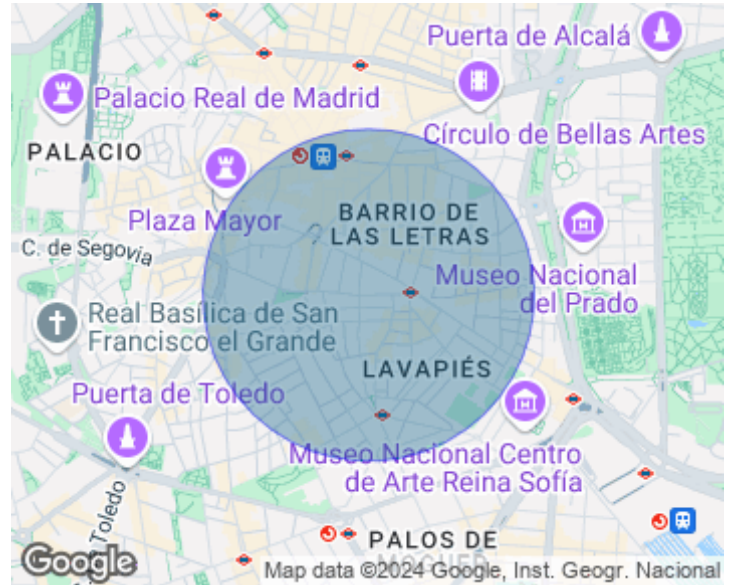 Puerta de Alcalá
Palacio Real de Madrid
Círculo de Bellas Artes
PALACIO
Plaza Mayor
BARRIO DE
LAS LETRAS
C. de Segovia
Museo Nacional
del Prado
Real Basílica de San
Francisco el Grande
LAVAPIÉS
Puerta de Toledo
Museo Nacional Centro
de Arte Reina Sofía
Toledo
PALOS DE
Google
Map data ©2024 Google, Inst. Geogr. Nacional